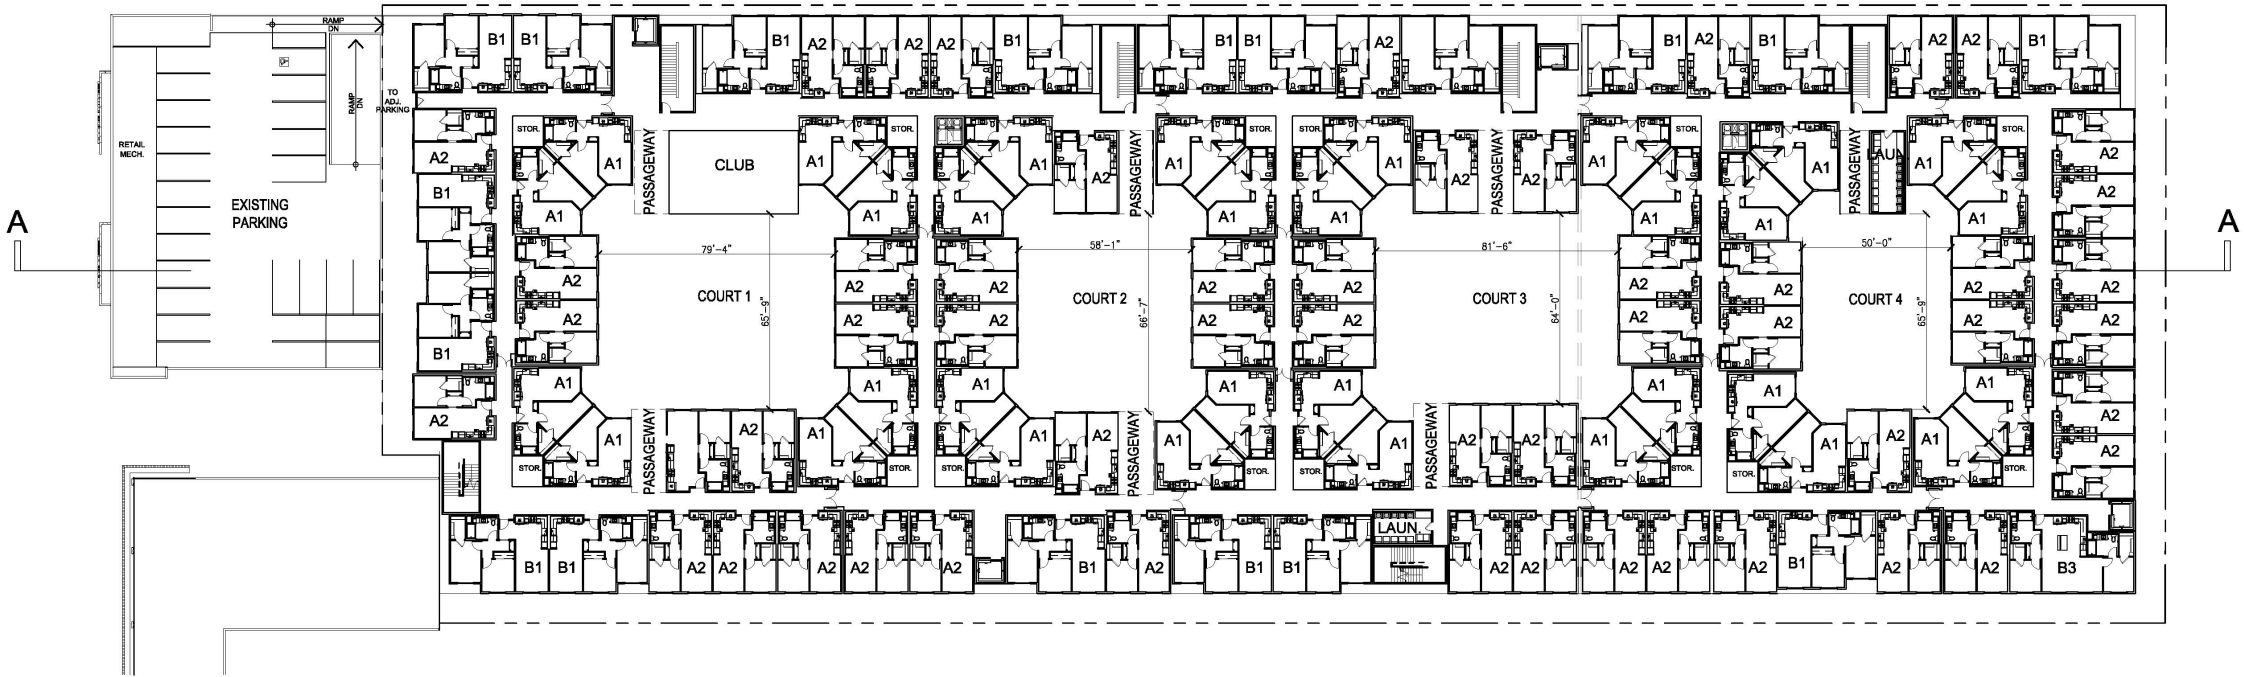 RAMP
DN
B1 B1 B1 A2 A2 A2 B1 B1 B1 A2 B1 B1 A2 B1 A2 A2 B1
RAMP
DN
TO
ADJ.
PARKING
RETAIL
MECH.
STOR. STOR. STOR. STOR. STOR. STOR.
A2 A1 PASSAGEWAY CLUB A1 A1 A2 PASSAGEWAY A1 A1 A2 PASSAGEWAY A2 A1 A1 PASSAGEWAY LAUN A1 A2
B1 A2
EXISTING
PARKING
A1 A1 A1 A1 A1 A1 A1 A1
A A
79'-4" 58'-1" 81'-6" 50'-0"
A2 A2 A2 A2 A2 A2 A2 A2 A2
COURT 1 COURT 2 COURT 3 COURT 4
65'-9" 66'-7" 64'-0" 65'-9"
A2 A2 A2 A2 A2 A2 A2 A2 A2
B1
A1 A1 A1 A1 A1 A1 A1 A1
A2 A2
A1 PASSAGEWAY A2 A1 A1 A2 PASSAGEWAY A1 A1 PASSAGEWAY A2 A2 A1 A1 A2 A1 A2
STOR. STOR. STOR. STOR. STOR. STOR. STOR. STOR.
LAUN.
B1 B1 A2 A2 A2 A2 A2 B1 A2 B1 B1 A2 A2 A2 A2 A2 B1 A2 A2 B3